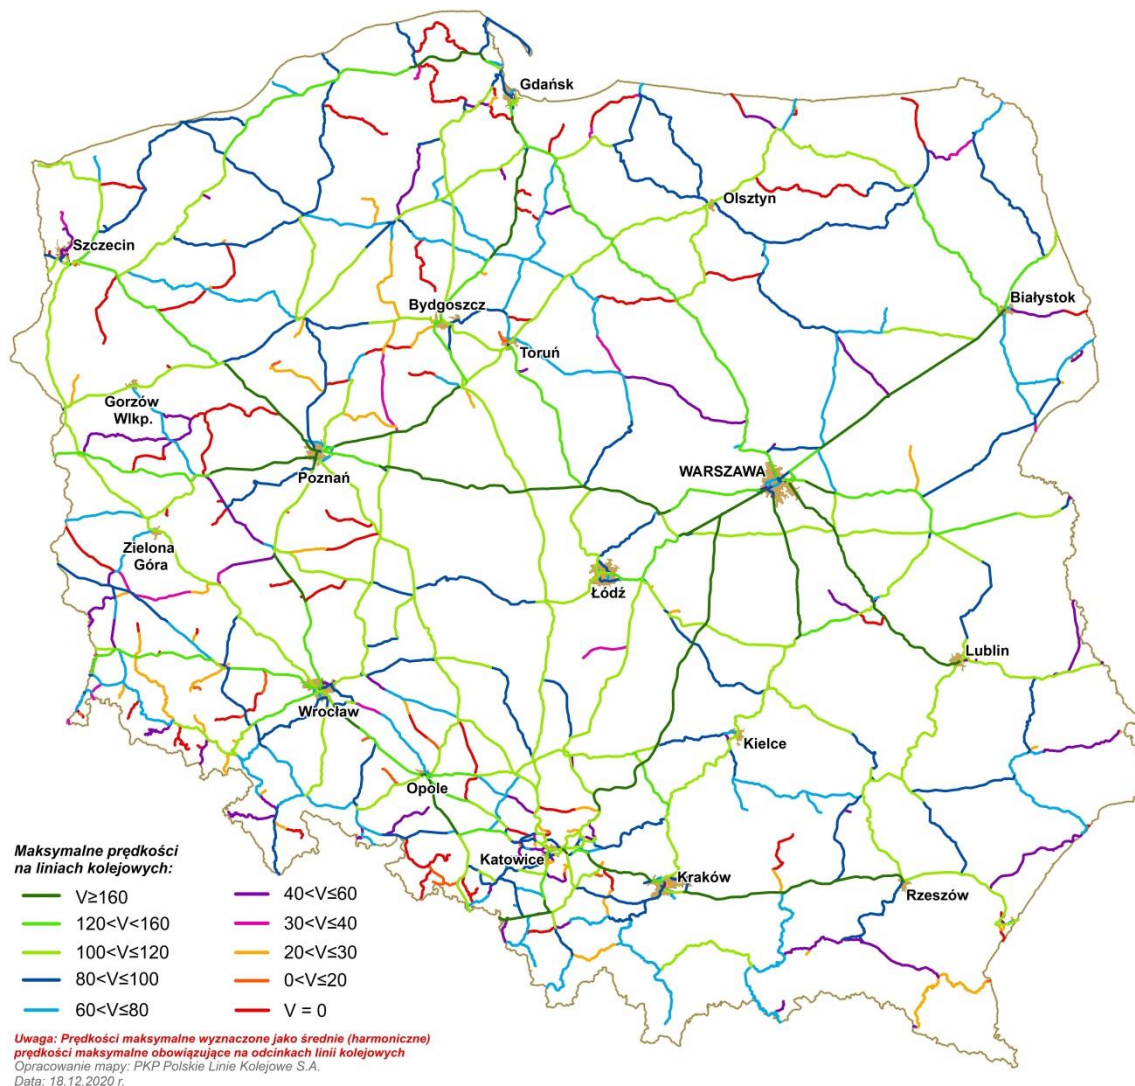 Gdańsk
Olsztyn
Szczecin
Białystok
Bydgoszcz
Toruń
Gorzów
Wlkp.
WARSZAWA
Poznań
Zielona
Góra
Łódź
Lublin
Wrocław
Kielce
Opole
Katowice
Kraków
Rzeszów
Maksymalne prędkości
na liniach kolejowych:
V≥160
120<V<160
100<V≤120
80<V≤100
60<V≤80
40<V≤60
30<V≤40
20<V≤30
0<V≤20
V = 0
Uwaga: Prędkości maksymalne wyznaczone jako średnie (harmoniczne)
prędkości maksymalne obowiązujące na odcinkach linii kolejowych
Opracowanie mapy: PKP Polskie Linie Kolejowe S.A.
Data: 18.12.2020 r.